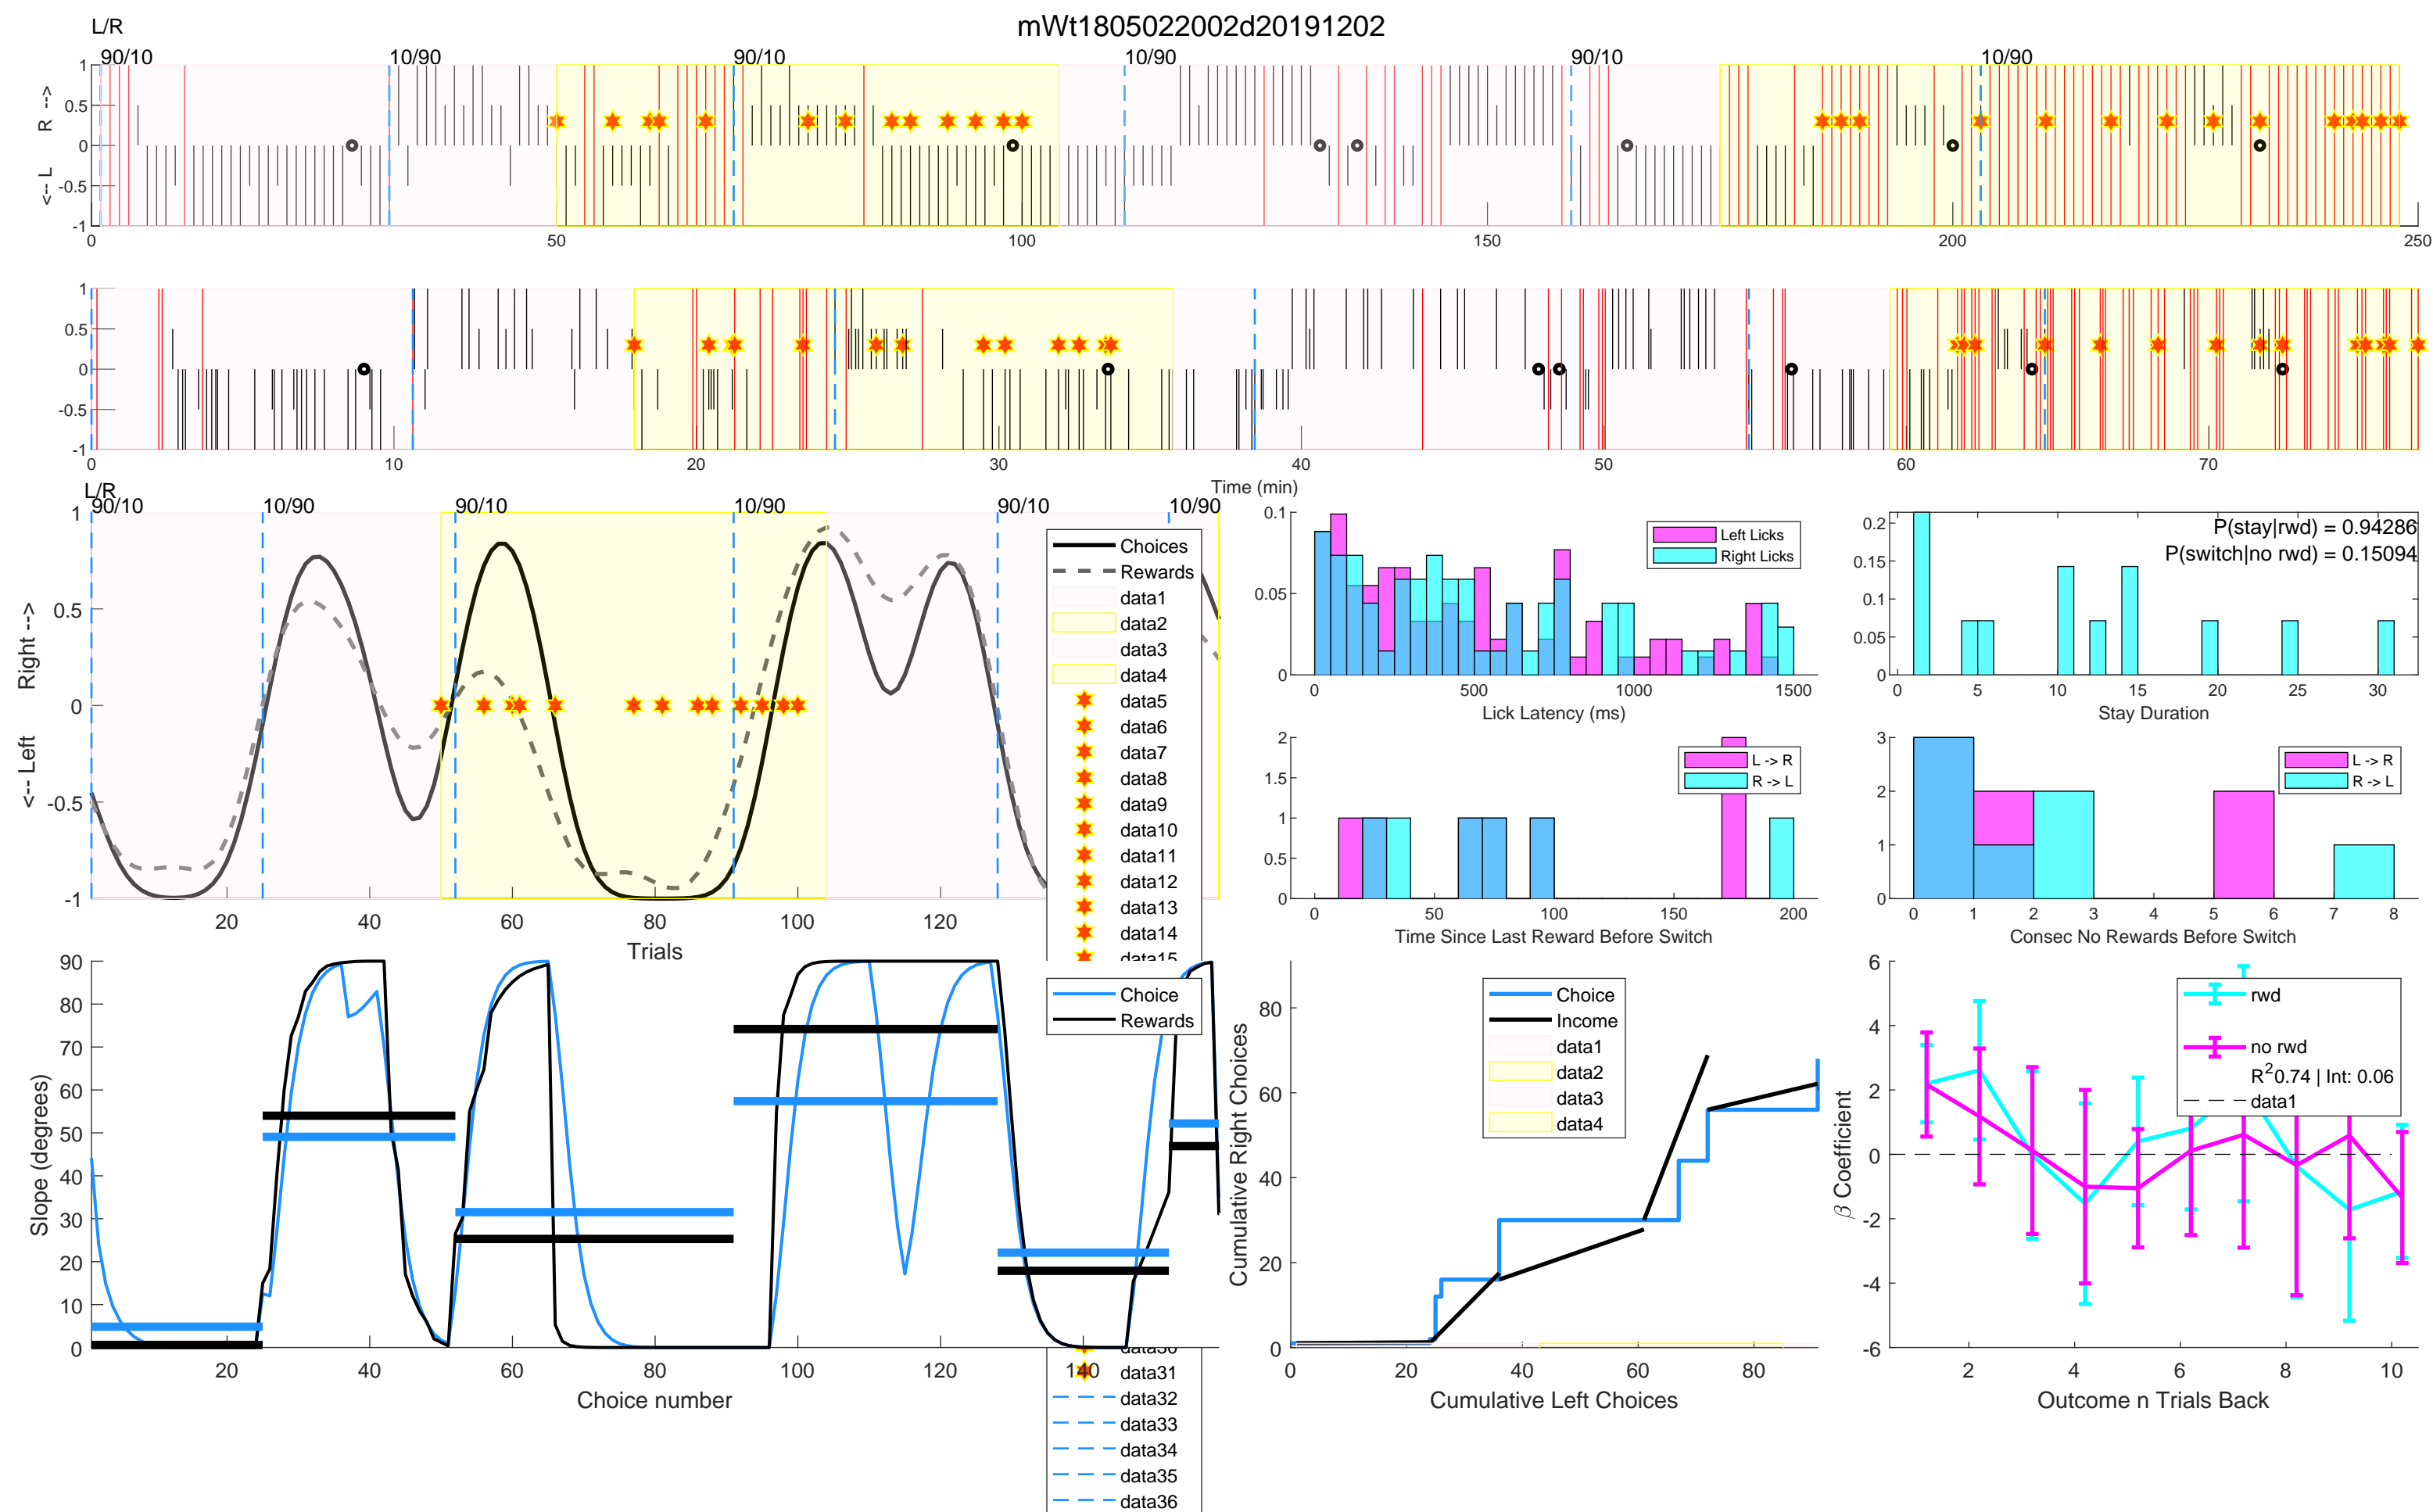 mWt1805022002d20191202
L/R
90/10 10/90 90/10 10/90 90/10 10/90
1
0.5
0
-0.5
-1
<-- L R -->
0 50 100 150 200 250
1
0.5
0
-0.5
-1
0 10 20 30 40 50 60 70
Time (min)
L/R
90/10 10/90 90/10 10/90 90/10 10/90
1
0.5
0
-0.5
-1
<-- Left Right -->
20 40 60 80 100 120
Trials
Choices
Rewards
data1
data2
data3
data4
data5
data6
data7
data8
data9
data10
data11
data12
data13
data14
data15
0.1
0.05
0
Left Licks
Right Licks
0 500 1000 1500
Lick Latency (ms)
P(stay|rwd) = 0.94286
P(switch|no rwd) = 0.15094
0.2
0.15
0.1
0.05
0
0 5 10 15 20 25 30
Stay Duration
2
1.5
1
0.5
0
L -> R
R -> L
0 50 100 150 200
Time Since Last Reward Before Switch
3
2
1
0
L -> R
R -> L
0 1 2 3 4 5 6 7 8
Consec No Rewards Before Switch
90
80
70
60
50
40
30
20
10
0
Slope (degrees)
Choice
Rewards
20 40 60 80 100 120 140
Choice number
data30
data31
data32
data33
data34
data35
data36
80
60
40
20
0
Cumulative Right Choices
Choice
Income
data1
data2
data3
data4
0 20 40 60 80
Cumulative Left Choices
6
4
2
0
-2
-4
-6
β Coefficient
rwd
no rwd
R²0.74 | Int: 0.06
data1
2 4 6 8 10
Outcome n Trials Back